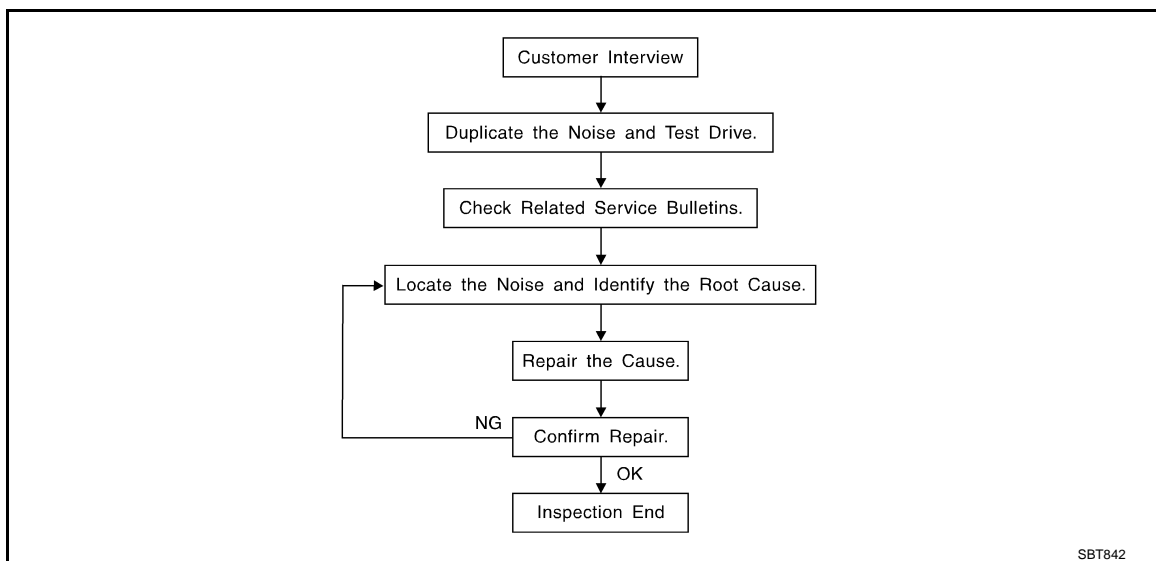 Customer Interview
Duplicate the Noise and Test Drive.
Check Related Service Bulletins.
Locate the Noise and Identify the Root Cause.
Repair the Cause.
NG
Confirm Repair.
OK
Inspection End
SBT842